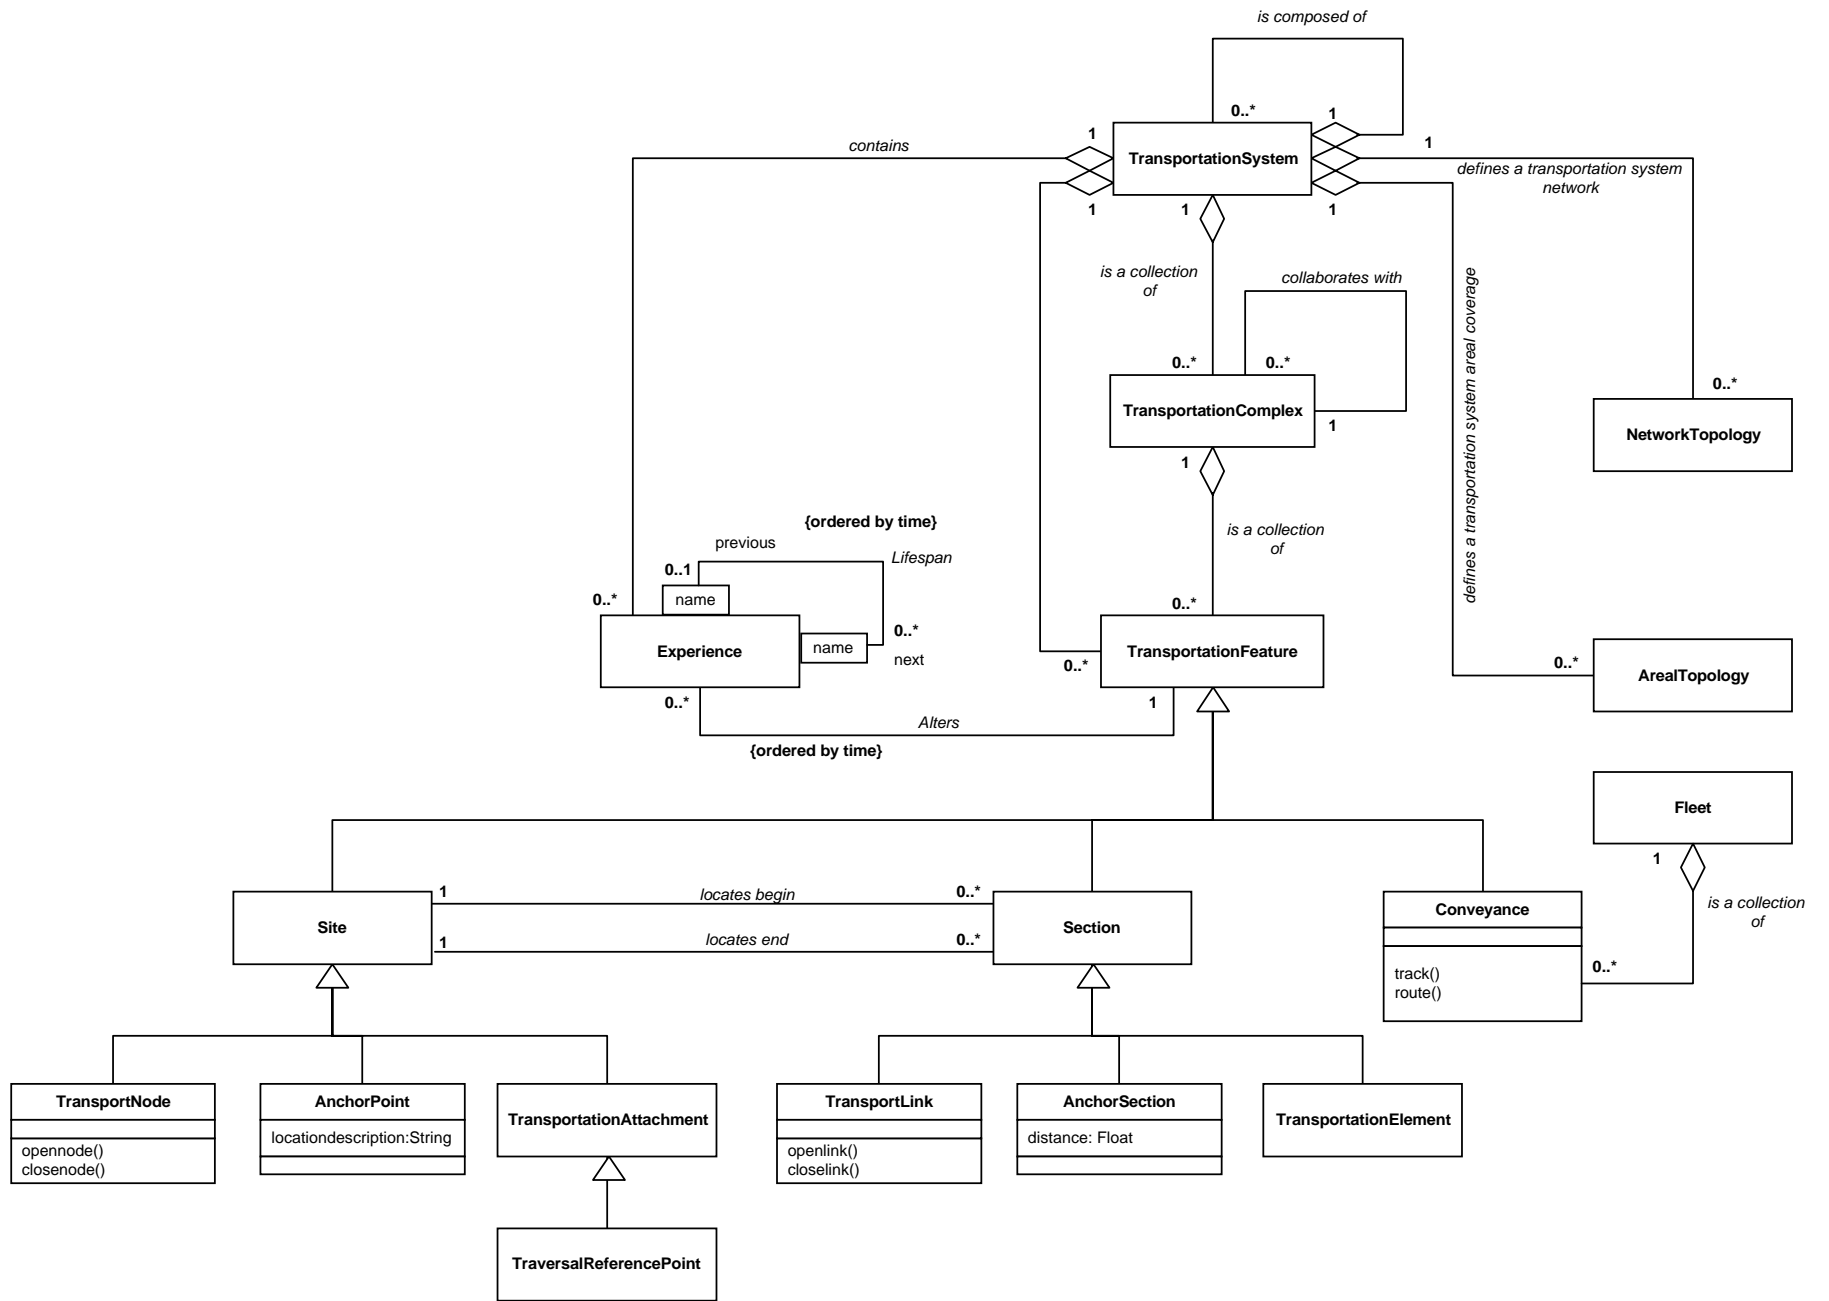 is composed of
0..*
1
1
1
contains
TransportationSystem
defines a transportation system
network
1
1
1
is a collection
of
collaborates with
defines a transportation system areal coverage
0..*
0..*
0..*
TransportationComplex
1
NetworkTopology
1
{ordered by time}
is a collection
of
previous
Lifespan
0..1
name
0..*
0..*
Experience
name
0..*
next
TransportationFeature
0..*
0..*
ArealTopology
0..*
1
Alters
{ordered by time}
Fleet
1
is a collection
of
1
locates begin
0..*
Site
Section
1
locates end
0..*
Conveyance
track()
route()
0..*
TransportNode
opennode()
closenode()
AnchorPoint
locationdescription:String
TransportationAttachment
TransportLink
openlink()
closelink()
AnchorSection
distance: Float
TransportationElement
TraversalReferencePoint